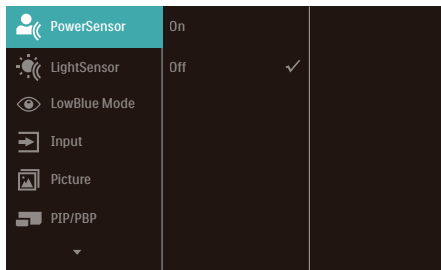 PowerSensor
On
LightSensor
Off
LowBlue Mode
Input
Picture
PIP/PBP